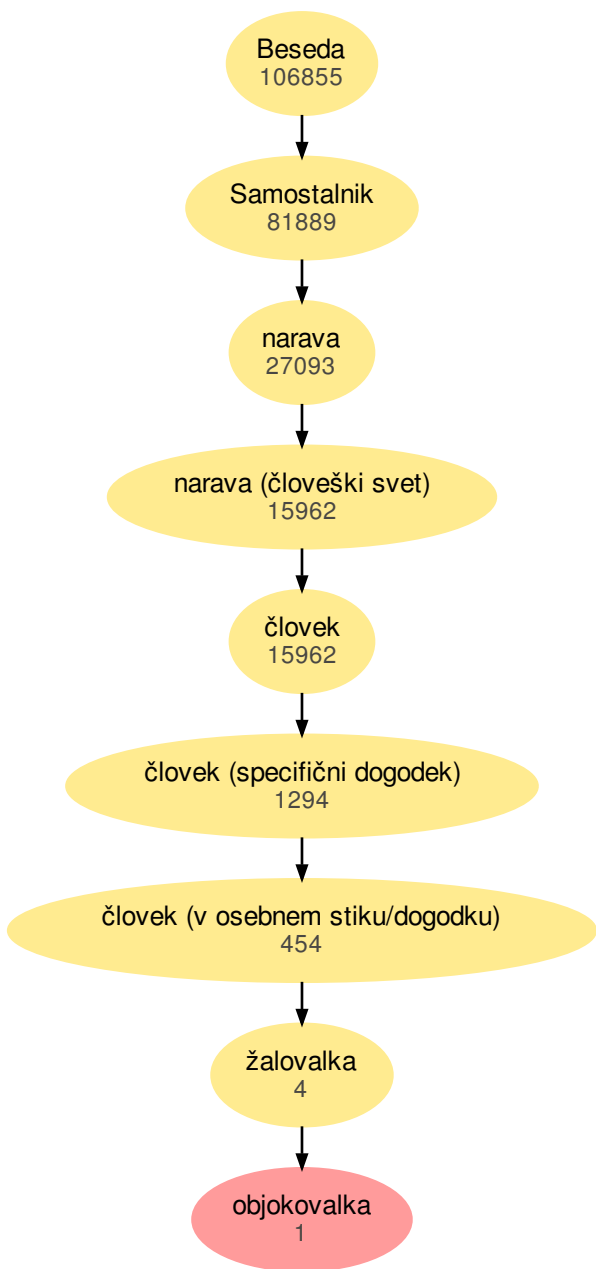 Beseda
106855
Samostalnik
81889
narava
27093
narava (človeški svet)
15962
človek
15962
človek (specifični dogodek)
1294
človek (v osebnem stiku/dogodku)
454
žalovalka
4
objokovalka
1